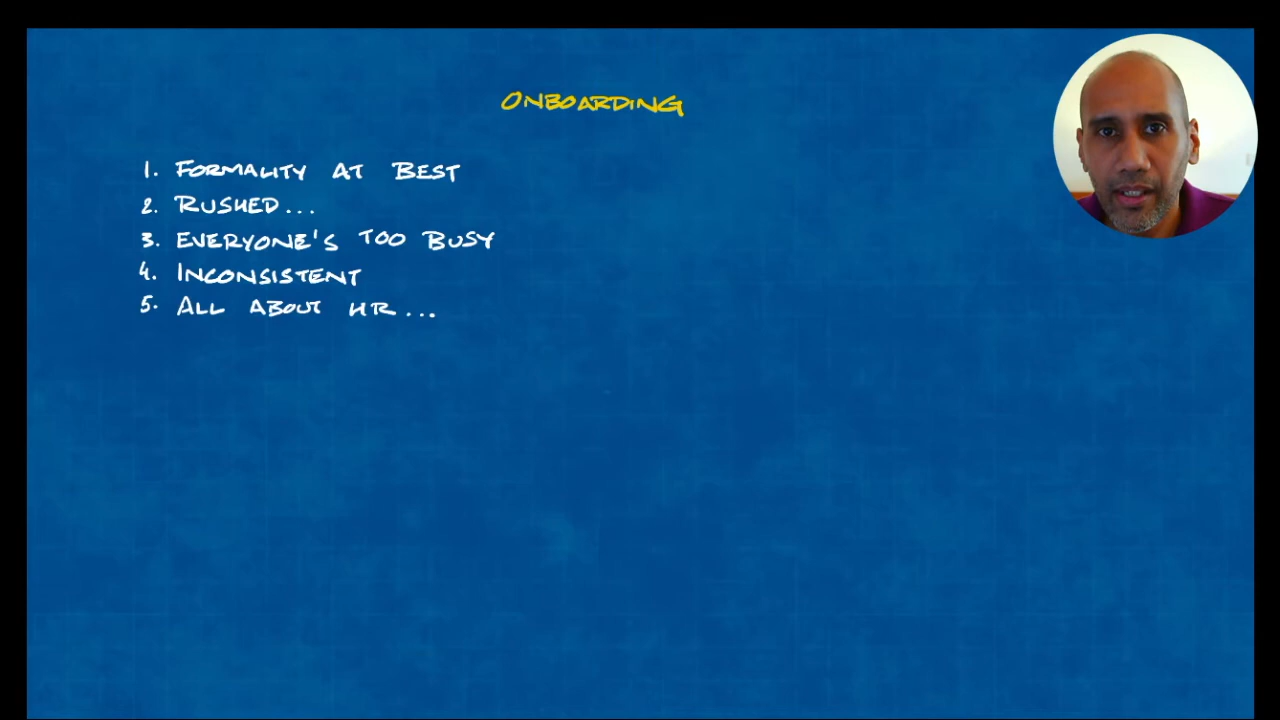 ONBOARDING
1. FORMALITY AT BEST
2. RUSHED...
3. EVERYONE'S TOO BUSY
4. INCONSISTENT
5. ALL ABOUT HR...